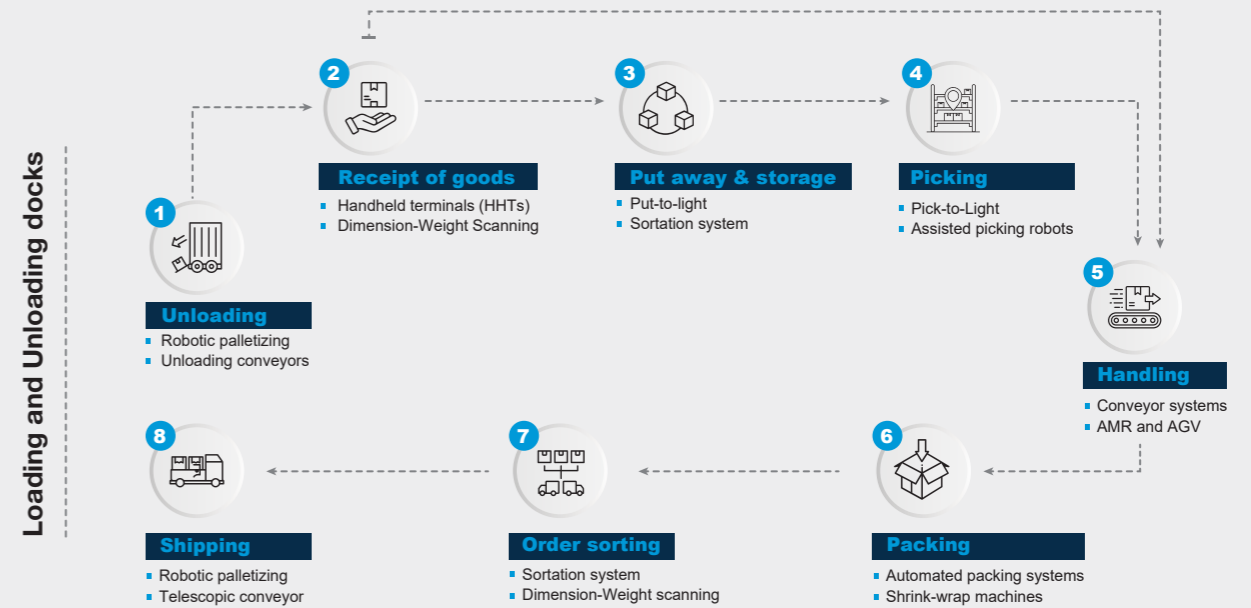 Loading and Unloading docks
1
Unloading
Robotic palletizing
Unloading conveyors
2
Receipt of goods
Handheld terminals (HHTs)
Dimension-Weight Scanning
3
Put away & storage
Put-to-light
Sortation system
4
Picking
Pick-to-Light
Assisted picking robots
5
Handling
Conveyor systems
AMR and AGV
6
Packing
Automated packing systems
Shrink-wrap machines
7
Order sorting
Sortation system
Dimension-Weight scanning
8
Shipping
Robotic palletizing
Telescopic conveyor